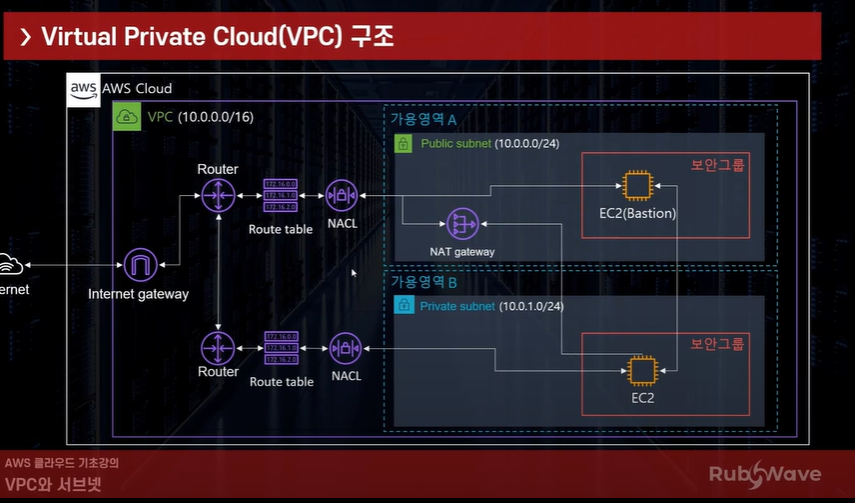 ❯ Virtual Private Cloud(VPC) 구조
aws AWS Cloud
VPC (10.0.0.0/16)
가용영역 A
Public subnet (10.0.0.0/24)
보안그룹
Router
172.16.0.0
172.16.1.0
172.16.2.0
Route table
NACL
EC2(Bastion)
NAT gateway
ernet
Internet gateway
가용영역 B
Private subnet (10.0.1.0/24)
보안그룹
Router
172.16.0.0
172.16.1.0
172.16.2.0
Route table
NACL
EC2
AWS 클라우드 기초강의
VPC와 서브넷
RubyWave